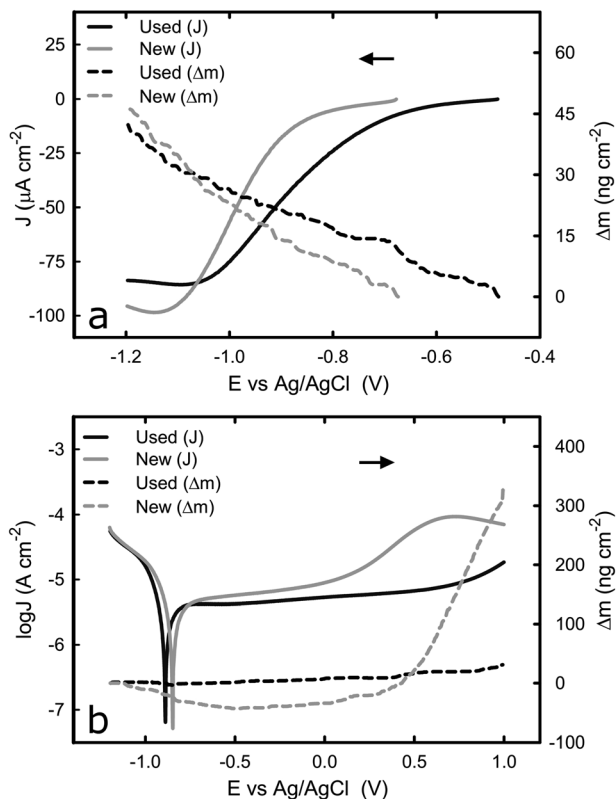 Used (J)
New (J)
Used (Δm)
New (Δm)
J (μA cm⁻²)
25
0
-25
-50
-75
-100
Δm (ng cm⁻²)
60
45
30
15
0
a
-1.2
-1.0
-0.8
-0.6
-0.4
E vs Ag/AgCl (V)
Used (J)
New (J)
Used (Δm)
New (Δm)
logJ (A cm⁻²)
-3
-4
-5
-6
-7
Δm (ng cm⁻²)
400
300
200
100
0
-100
b
-1.0
-0.5
0.0
0.5
1.0
E vs Ag/AgCl (V)